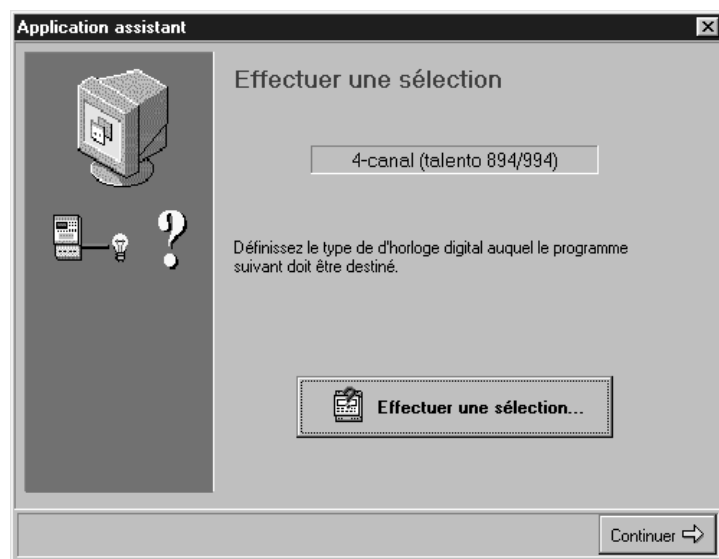 Application assistant
Effectuer une sélection
4-canal (talento 894/994)
Définissez le type de d'horloge digital auquel le programme
suivant doit être destiné.
Effectuer une sélection...
Continuer